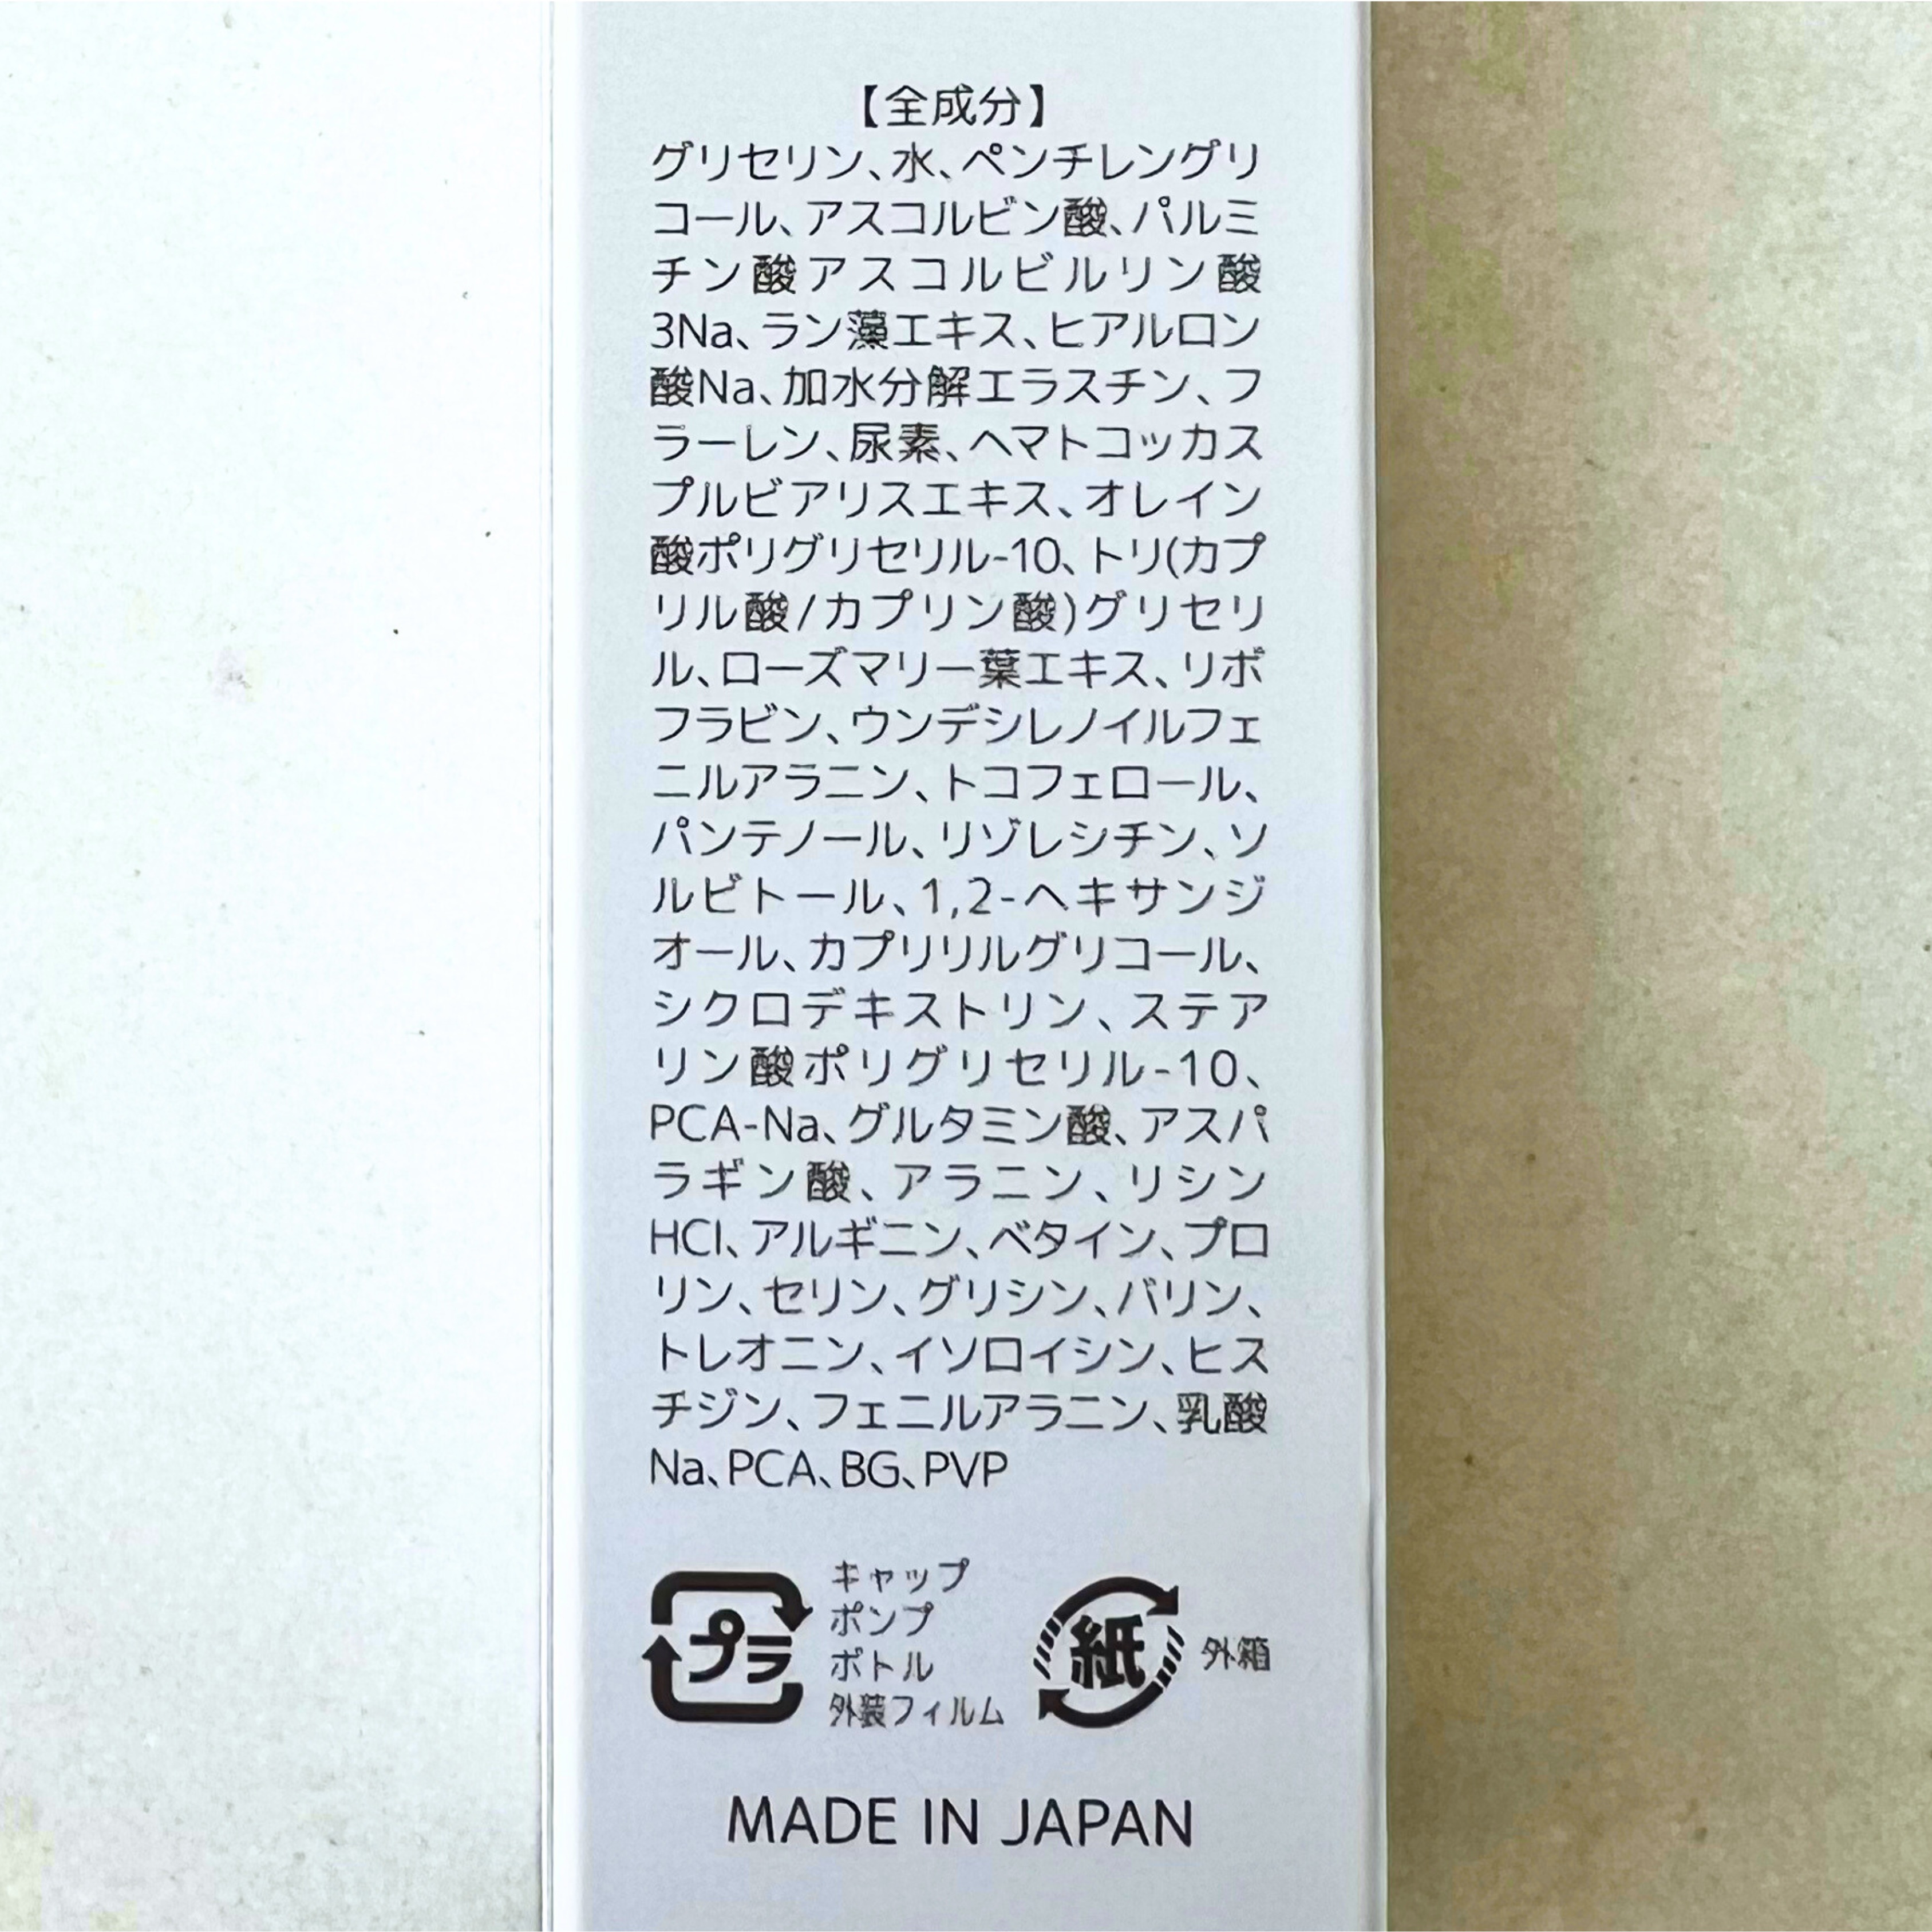 【全成分】
グリセリン、水、ペンチレングリ
コール、アスコルビン酸、パルミ
チン酸アスコルビルリン酸
3Na、ラン藻エキス、ヒアルロン
酸Na、加水分解エラスチン、フ
ラーレン、尿素、ヘマトコッカス
プルビアリスエキス、オレイン
酸ポリグリセリル-10、トリ(カプ
リル酸/カプリン酸)グリセリ
ル、ローズマリー葉エキス、リボ
フラビン、ウンデシレノイルフェ
ニルアラニン、トコフェロール、
パンテノール、リゾレシチン、ソ
ルビトール、1,2-ヘキサンジ
オール、カプリリルグリコール、
シクロデキストリン、ステア
リン酸ポリグリセリル-10、
PCA-Na、グルタミン酸、アスパ
ラギン酸、アラニン、リシン
HCl、アルギニン、ベタイン、プロ
リン、セリン、グリシン、バリン、
トレオニン、イソロイシン、ヒス
チジン、フェニルアラニン、乳酸
Na、PCA、BG、PVP
プラ
キャップ
ポンプ
ボトル
外装フィルム
紙
外箱
MADE IN JAPAN